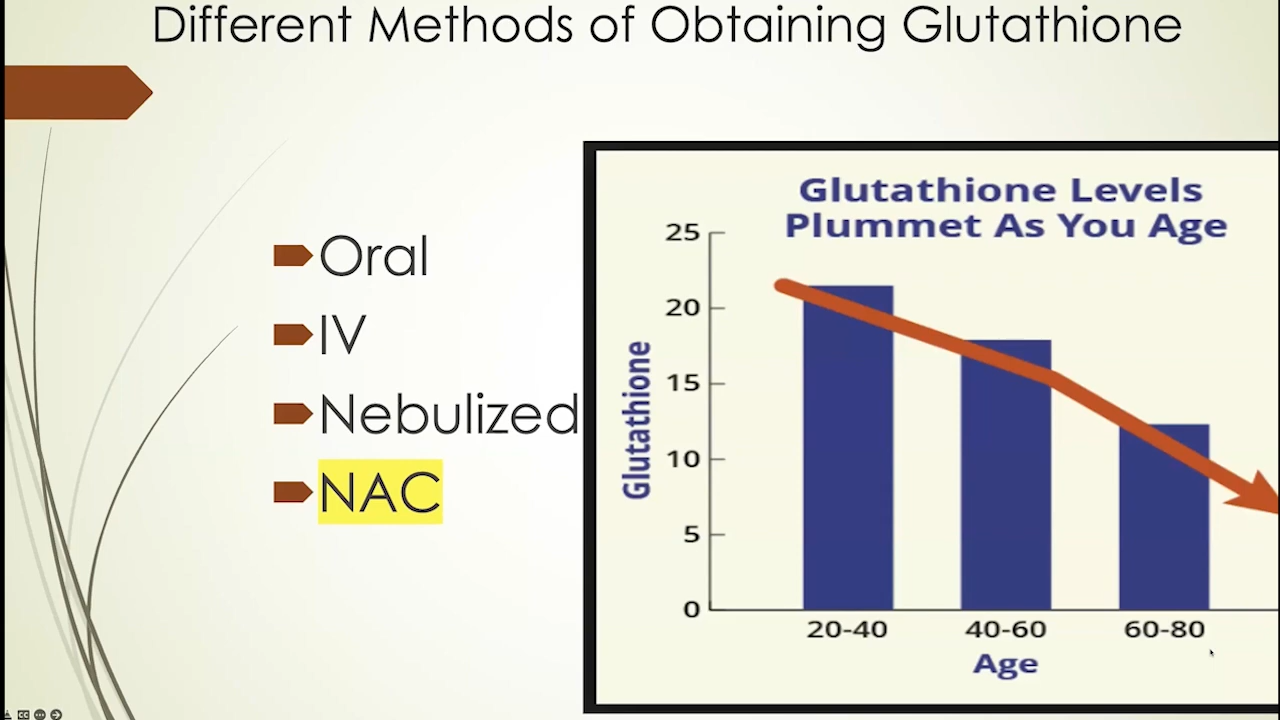 Different Methods of Obtaining Glutathione
Oral
IV
Nebulized
NAC
Glutathione Levels
Plummet As You Age
Glutathione
25
20
15
10
5
0
20-40 40-60 60-80
Age